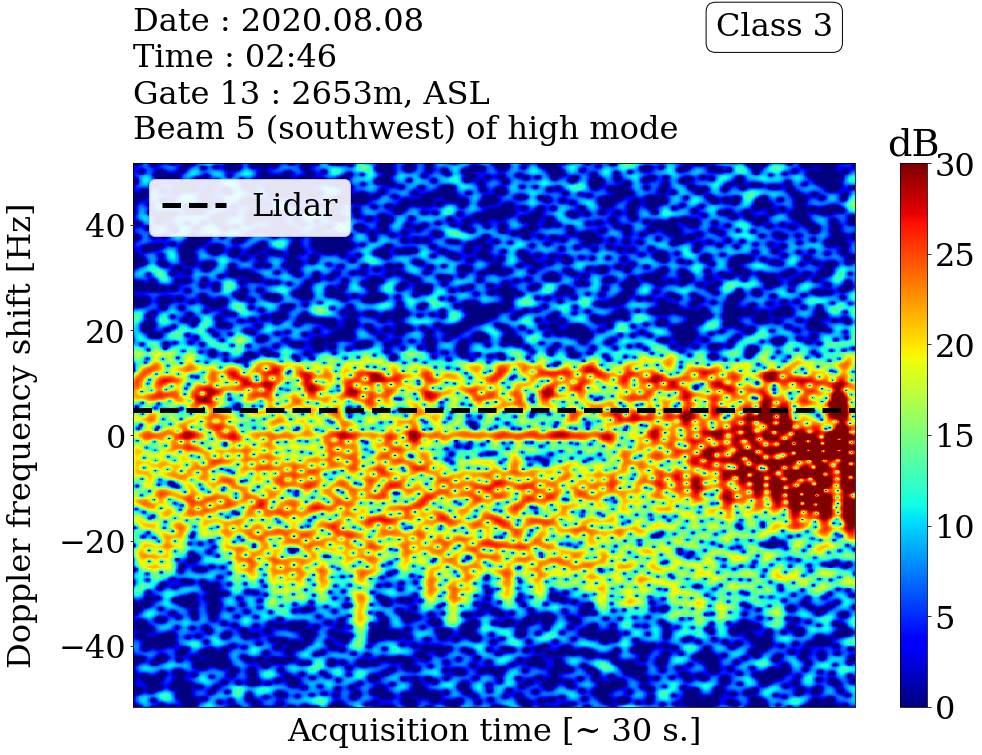 Date : 2020.08.08
Time : 02:46
Gate 13 : 2653m, ASL
Beam 5 (southwest) of high mode
Class 3
dB
Lidar
Doppler frequency shift [Hz]
40
20
0
−20
−40
30
25
20
15
10
5
0
Acquisition time [~ 30 s.]